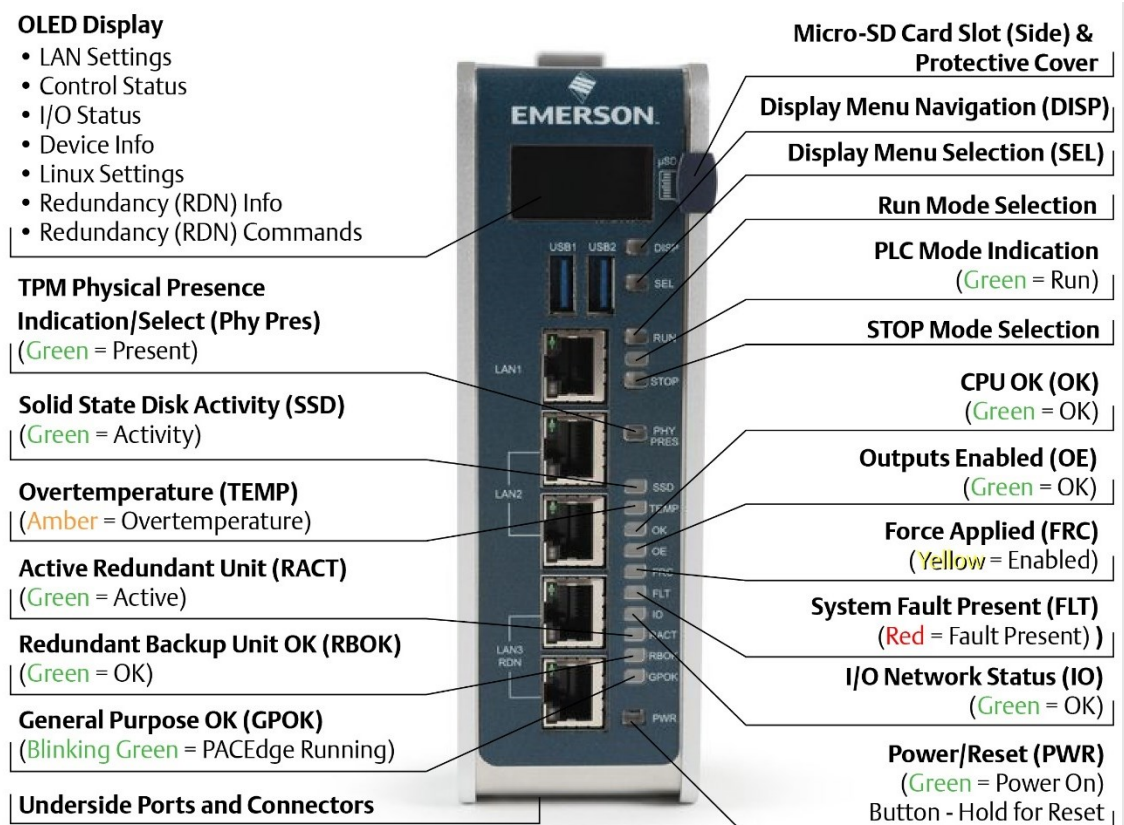 OLED Display
• LAN Settings
• Control Status
• I/O Status
• Device Info
• Linux Settings
• Redundancy (RDN) Info
• Redundancy (RDN) Commands
TPM Physical Presence
Indication/Select (Phy Pres)
(Green = Present)
Solid State Disk Activity (SSD)
(Green = Activity)
Overtemperature (TEMP)
(Amber = Overtemperature)
Active Redundant Unit (RACT)
(Green = Active)
Redundant Backup Unit OK (RBOK)
(Green = OK)
General Purpose OK (GPOK)
(Blinking Green = PACEdge Running)
Underside Ports and Connectors
EMERSON
μSD
USB1 USB2 DISP
SEL
RUN
LAN1
STOP
PHY
PRES
LAN2
SSD
TEMP
OK
OE
FRC
FLT
IO
RACT
LAN3
RDN
RBOK
GPOK
PWR
Micro-SD Card Slot (Side) &
Protective Cover
Display Menu Navigation (DISP)
Display Menu Selection (SEL)
Run Mode Selection
PLC Mode Indication
(Green = Run)
STOP Mode Selection
CPU OK (OK)
(Green = OK)
Outputs Enabled (OE)
(Green = OK)
Force Applied (FRC)
(Yellow = Enabled)
System Fault Present (FLT)
(Red = Fault Present) )
I/O Network Status (IO)
(Green = OK)
Power/Reset (PWR)
(Green = Power On)
Button - Hold for Reset